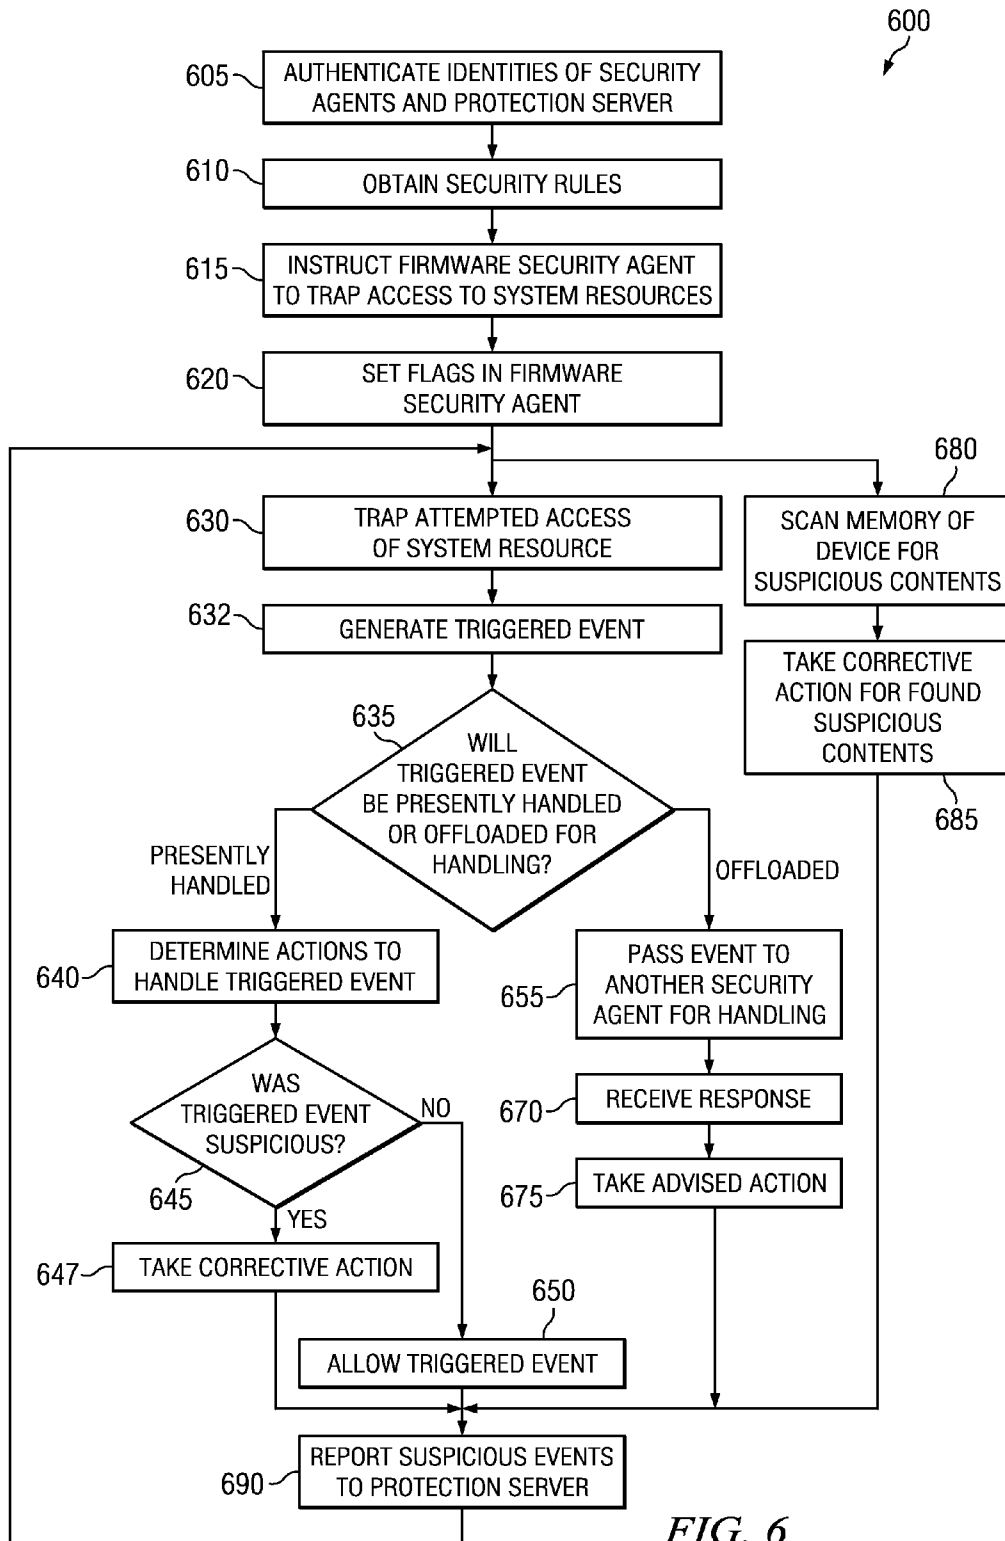 600
605
AUTHENTICATE IDENTITIES OF SECURITY
AGENTS AND PROTECTION SERVER
610
OBTAIN SECURITY RULES
615
INSTRUCT FIRMWARE SECURITY AGENT
TO TRAP ACCESS TO SYSTEM RESOURCES
620
SET FLAGS IN FIRMWARE
SECURITY AGENT
630
TRAP ATTEMPTED ACCESS
OF SYSTEM RESOURCE
632
GENERATE TRIGGERED EVENT
680
SCAN MEMORY OF
DEVICE FOR
SUSPICIOUS CONTENTS
TAKE CORRECTIVE
ACTION FOR FOUND
SUSPICIOUS
CONTENTS
685
635
WILL
TRIGGERED EVENT
BE PRESENTLY HANDLED
OR OFFLOADED FOR
HANDLING?
PRESENTLY
HANDLED
OFFLOADED
640
DETERMINE ACTIONS TO
HANDLE TRIGGERED EVENT
655
PASS EVENT TO
ANOTHER SECURITY
AGENT FOR HANDLING
WAS
TRIGGERED EVENT
SUSPICIOUS?
645
NO
YES
670
RECEIVE RESPONSE
675
TAKE ADVISED ACTION
647
TAKE CORRECTIVE ACTION
650
ALLOW TRIGGERED EVENT
690
REPORT SUSPICIOUS EVENTS
TO PROTECTION SERVER
FIG. 6